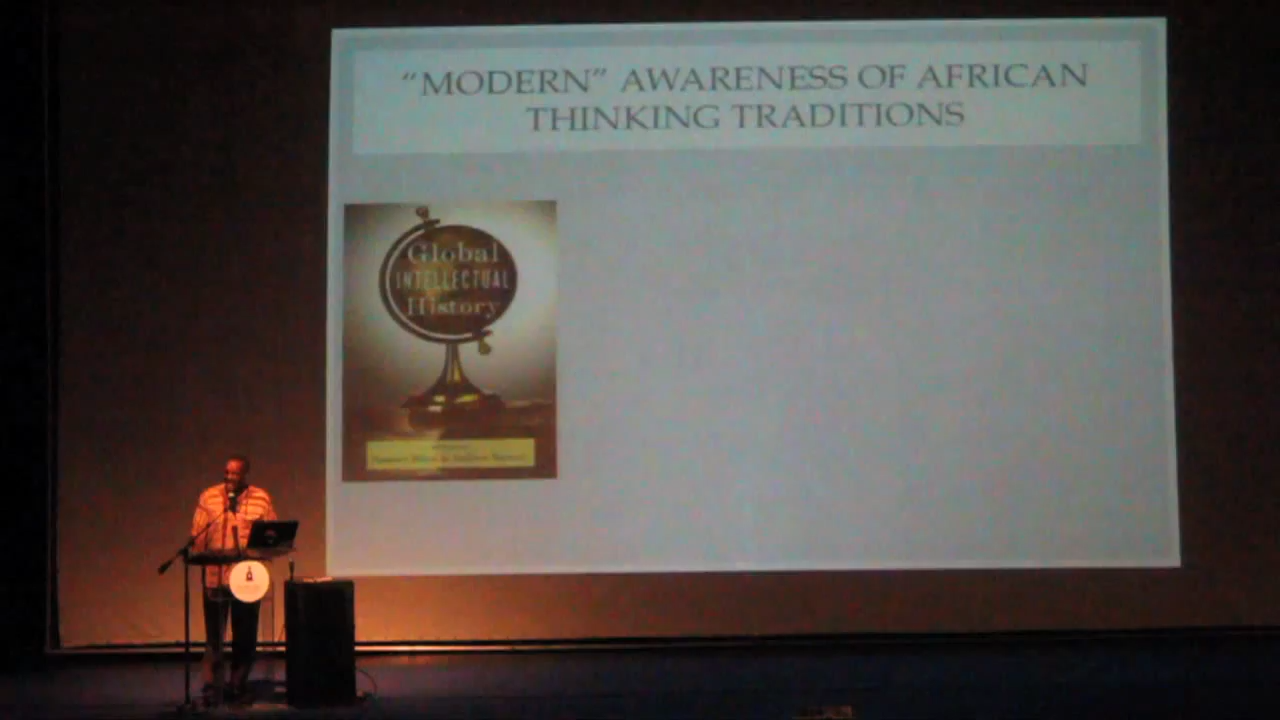 “MODERN” AWARENESS OF AFRICAN
THINKING TRADITIONS
Global
INTELLECTUAL
History